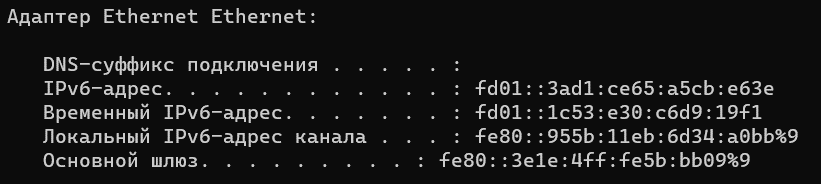 Адаптер Ethernet Ethernet:
DNS-суффикс подключения . . . . . :
IPv6-адрес. . . . . . . . . . . . : fd01::3ad1:ce65:a5cb:e63e
Временный IPv6-адрес. . . . . . . : fd01::1c53:e30:c6d9:19f1
Локальный IPv6-адрес канала . . . : fe80::955b:11eb:6d34:a0bb%9
Основной шлюз. . . . . . . . . : fe80::3e1e:4ff:fe5b:bb09%9